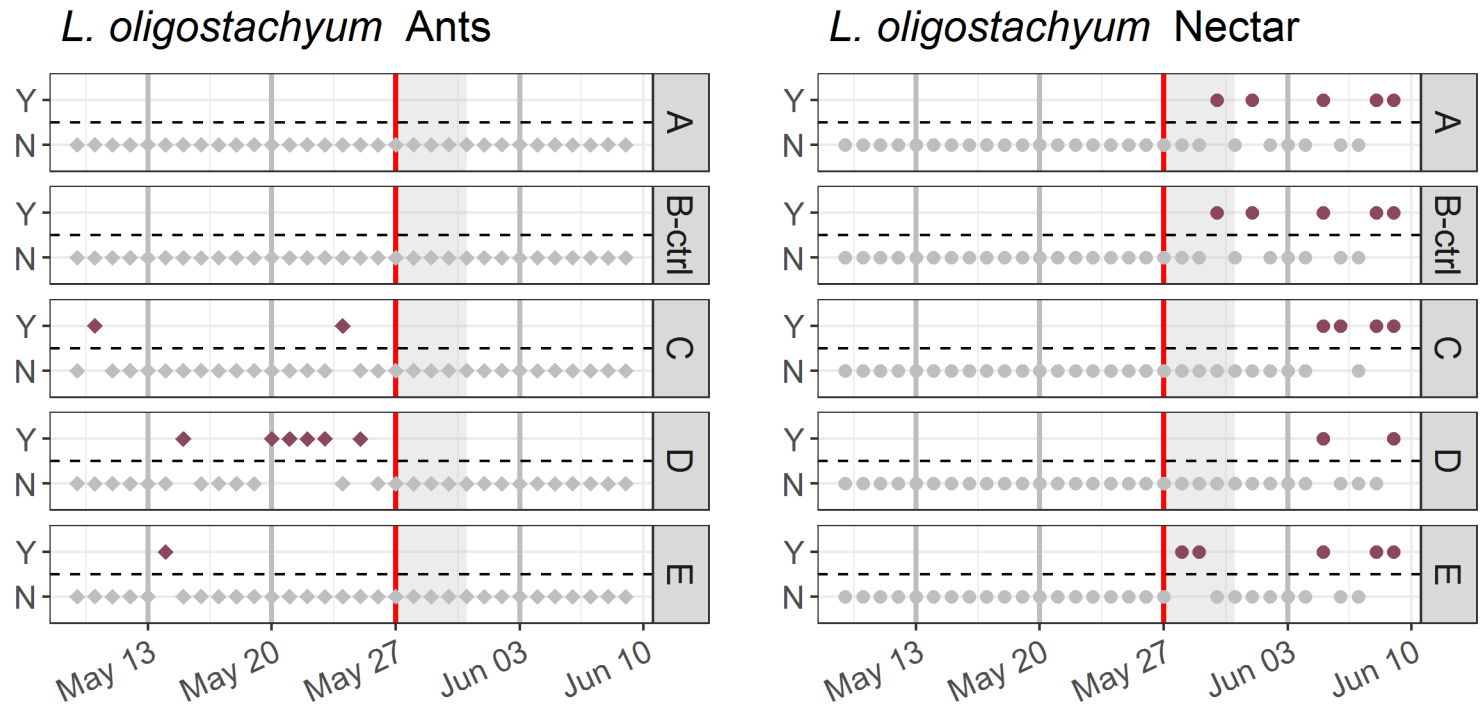 L. oligostachyum Ants
Y
N
A
Y
N
B-ctrl
Y
N
C
Y
N
D
Y
N
E
May 13
May 20
May 27
Jun 03
Jun 10
L. oligostachyum Nectar
Y
N
A
Y
N
B-ctrl
Y
N
C
Y
N
D
Y
N
E
May 13
May 20
May 27
Jun 03
Jun 10